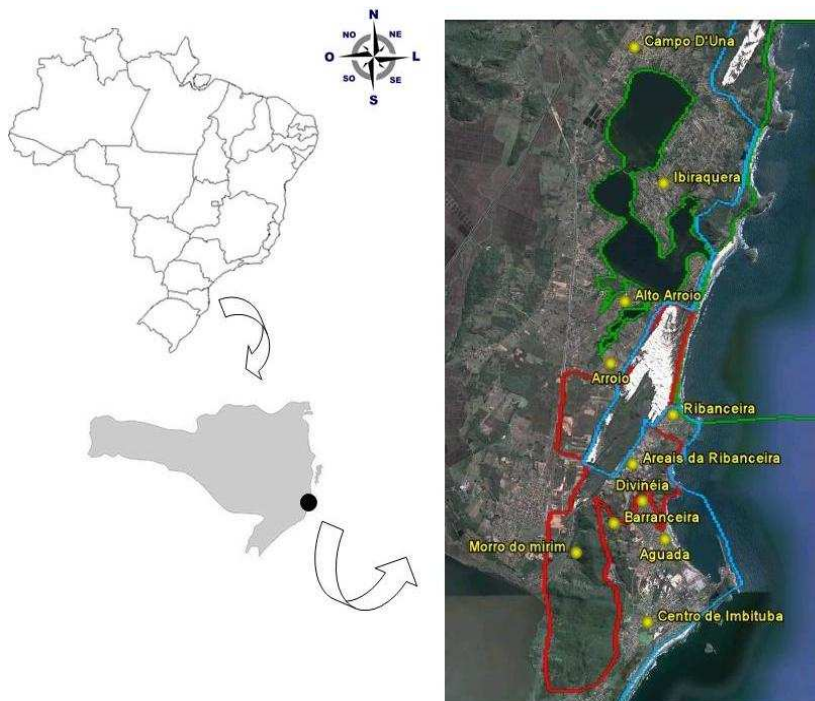 N
NO
NE
O
L
SO
SE
S
Campo D'Una
Ibiraquera
Alto Arroio
Arroio
Ribanceira
Areais da Ribanceira
Divinéia
Barranceira
Morro do mirim
Aguada
Centro de Imbituba